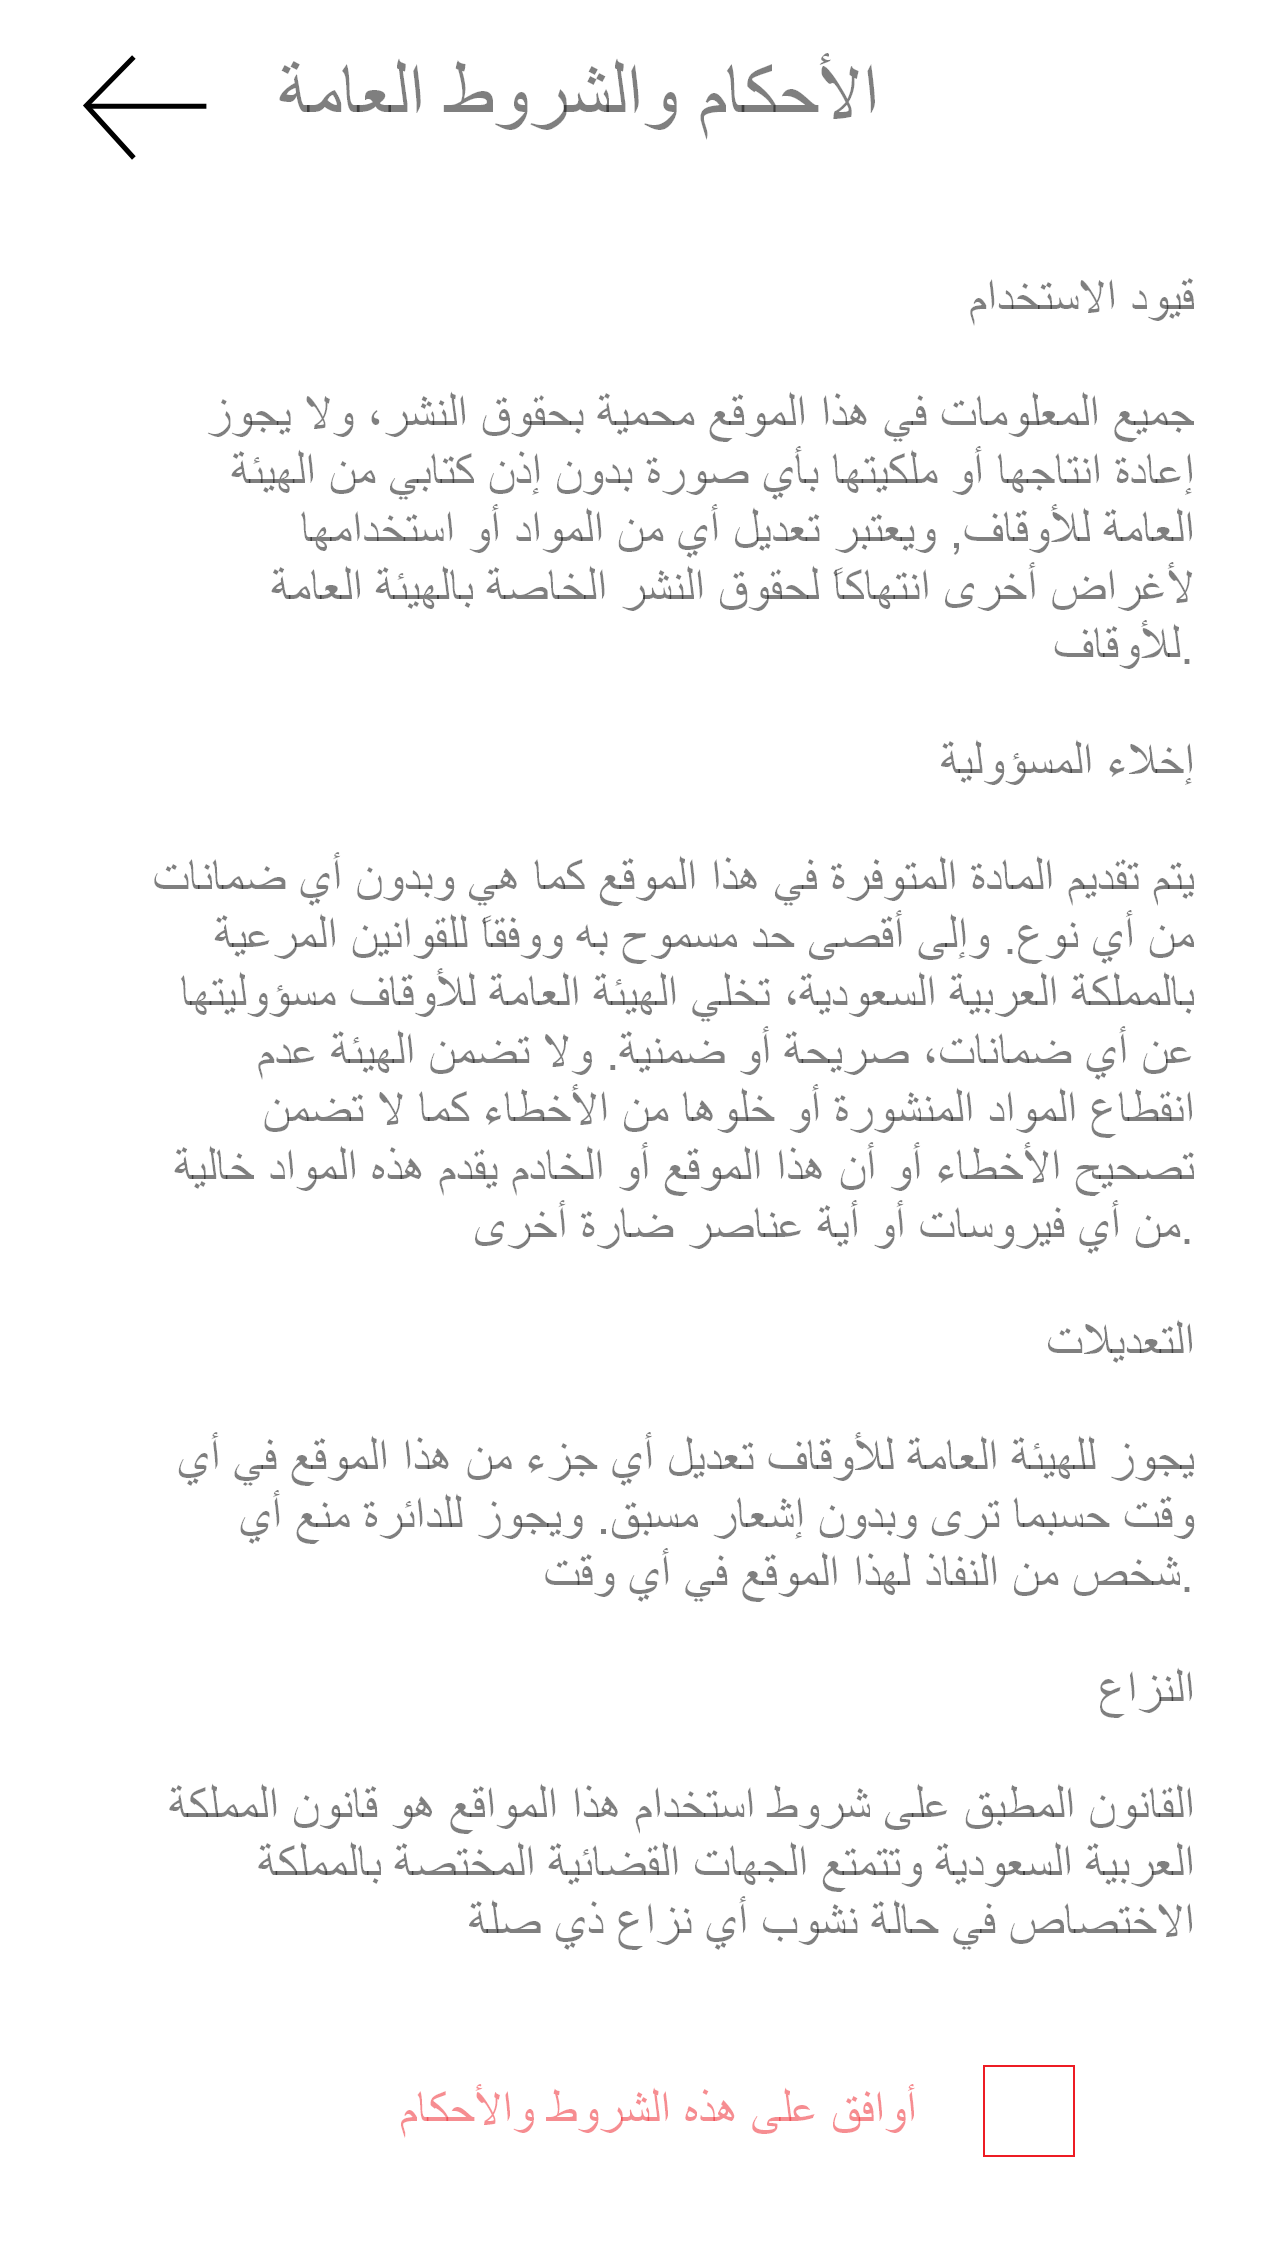 الأحكام والشروط العامة
قيود الاستخدام
جميع المعلومات في هذا الموقع محمية بحقوق النشر، ولا يجوز
إعادة انتاجها أو ملكيتها بأي صورة بدون إذن كتابي من الهيئة
العامة للأوقاف, ويعتبر تعديل أي من المواد أو استخدامها
لأغراض أخرى انتهاكاً لحقوق النشر الخاصة بالهيئة العامة
.للأوقاف
إخلاء المسؤولية
يتم تقديم المادة المتوفرة في هذا الموقع كما هي وبدون أي ضمانات
من أي نوع. وإلى أقصى حد مسموح به ووفقاً للقوانين المرعية
بالمملكة العربية السعودية، تخلي الهيئة العامة للأوقاف مسؤوليتها
عن أي ضمانات، صريحة أو ضمنية. ولا تضمن الهيئة عدم
انقطاع المواد المنشورة أو خلوها من الأخطاء كما لا تضمن
تصحيح الأخطاء أو أن هذا الموقع أو الخادم يقدم هذه المواد خالية
.من أي فيروسات أو أية عناصر ضارة أخرى
التعديلات
يجوز للهيئة العامة للأوقاف تعديل أي جزء من هذا الموقع في أي
وقت حسبما ترى وبدون إشعار مسبق. ويجوز للدائرة منع أي
.شخص من النفاذ لهذا الموقع في أي وقت
النزاع
القانون المطبق على شروط استخدام هذا المواقع هو قانون المملكة
العربية السعودية وتتمتع الجهات القضائية المختصة بالمملكة
الاختصاص في حالة نشوب أي نزاع ذي صلة
أوافق على هذه الشروط والأحكام